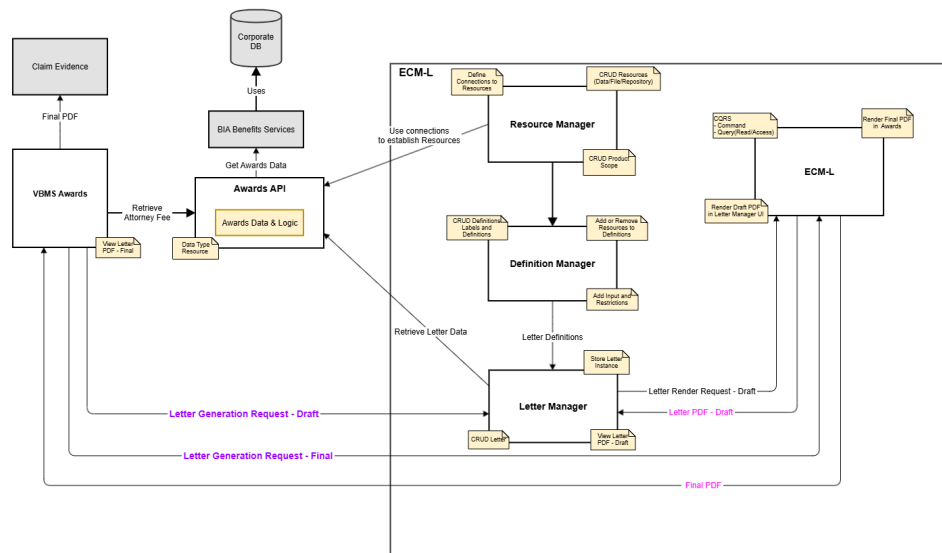 Corporate
DB
Claim Evidence
Uses
Final PDF
BIA Benefits Services
Get Awards Data
VBMS Awards
Retrieve
Attorney Fee
Awards API
Awards Data & Logic
View Letter
PDF - Final
Data Type
Resource
ECM-L
Define
Connections to
Resources
CRUD Resources
(Data/File/Repository)
Resource Manager
Use connections
to establish Resources
CRUD Product
Scope
CQRS
- Command
- Query(Read/Access)
Render Final PDF
in Awards
ECM-L
Render Draft PDF
in Letter Manager UI
CRUD Definitions
Labels and
Definitions
Add or Remove
Resources to
Definitions
Definition Manager
Add Input and
Restrictions
Retrieve Letter Data
Letter Definitions
Store Letter
Instance
Letter Manager
Letter Render Request - Draft
Letter PDF - Draft
CRUD Letter
View Letter
PDF - Draft
Letter Generation Request - Draft
Letter Generation Request - Final
Final PDF